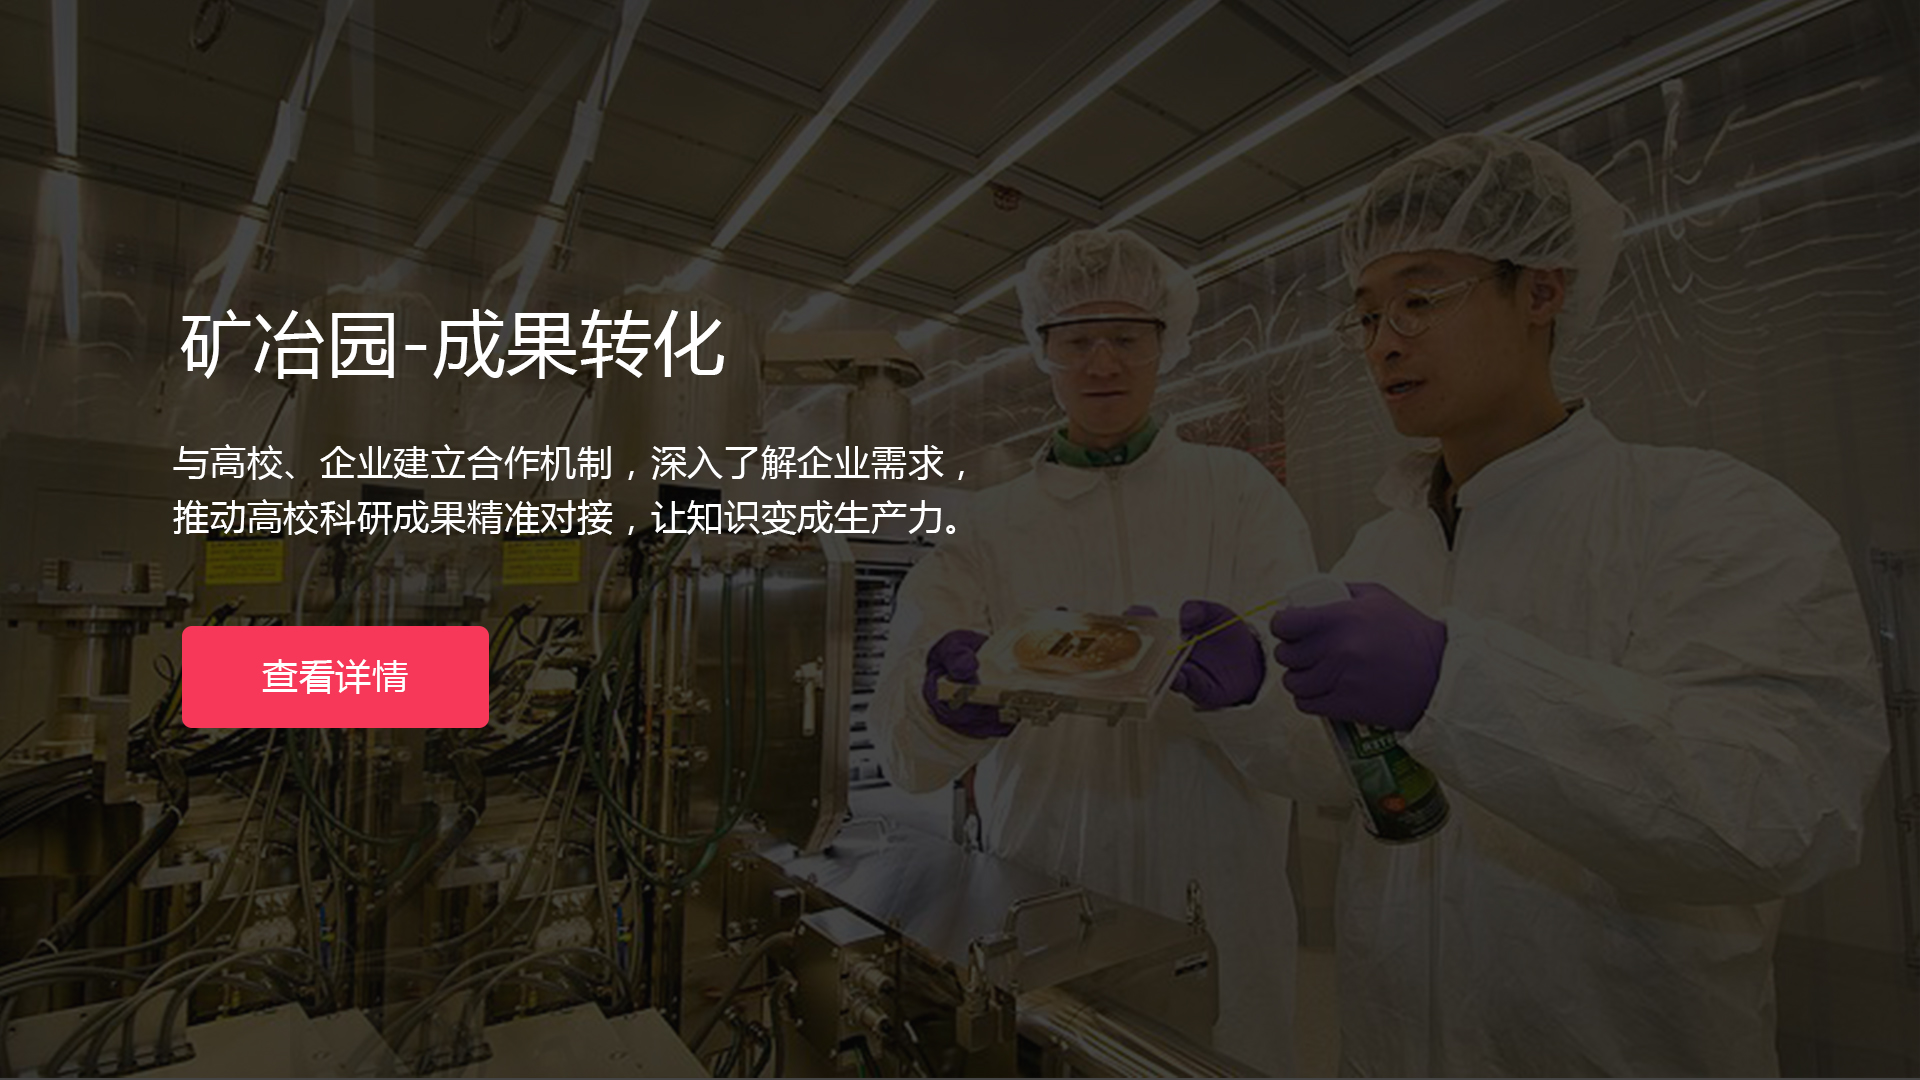 矿冶园-成果转化
与高校、企业建立合作机制，深入了解企业需求，
推动高校科研成果精准对接，让知识变成生产力。
查看详情